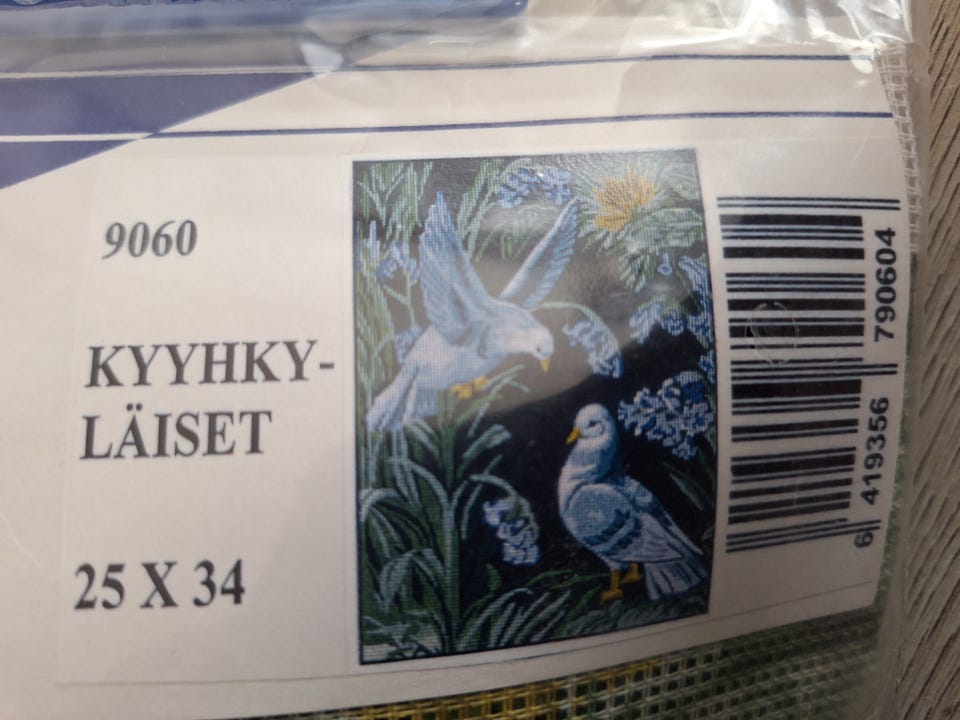 9060
KYYHKY-
LÄISET
25 X 34
6 419356 790604